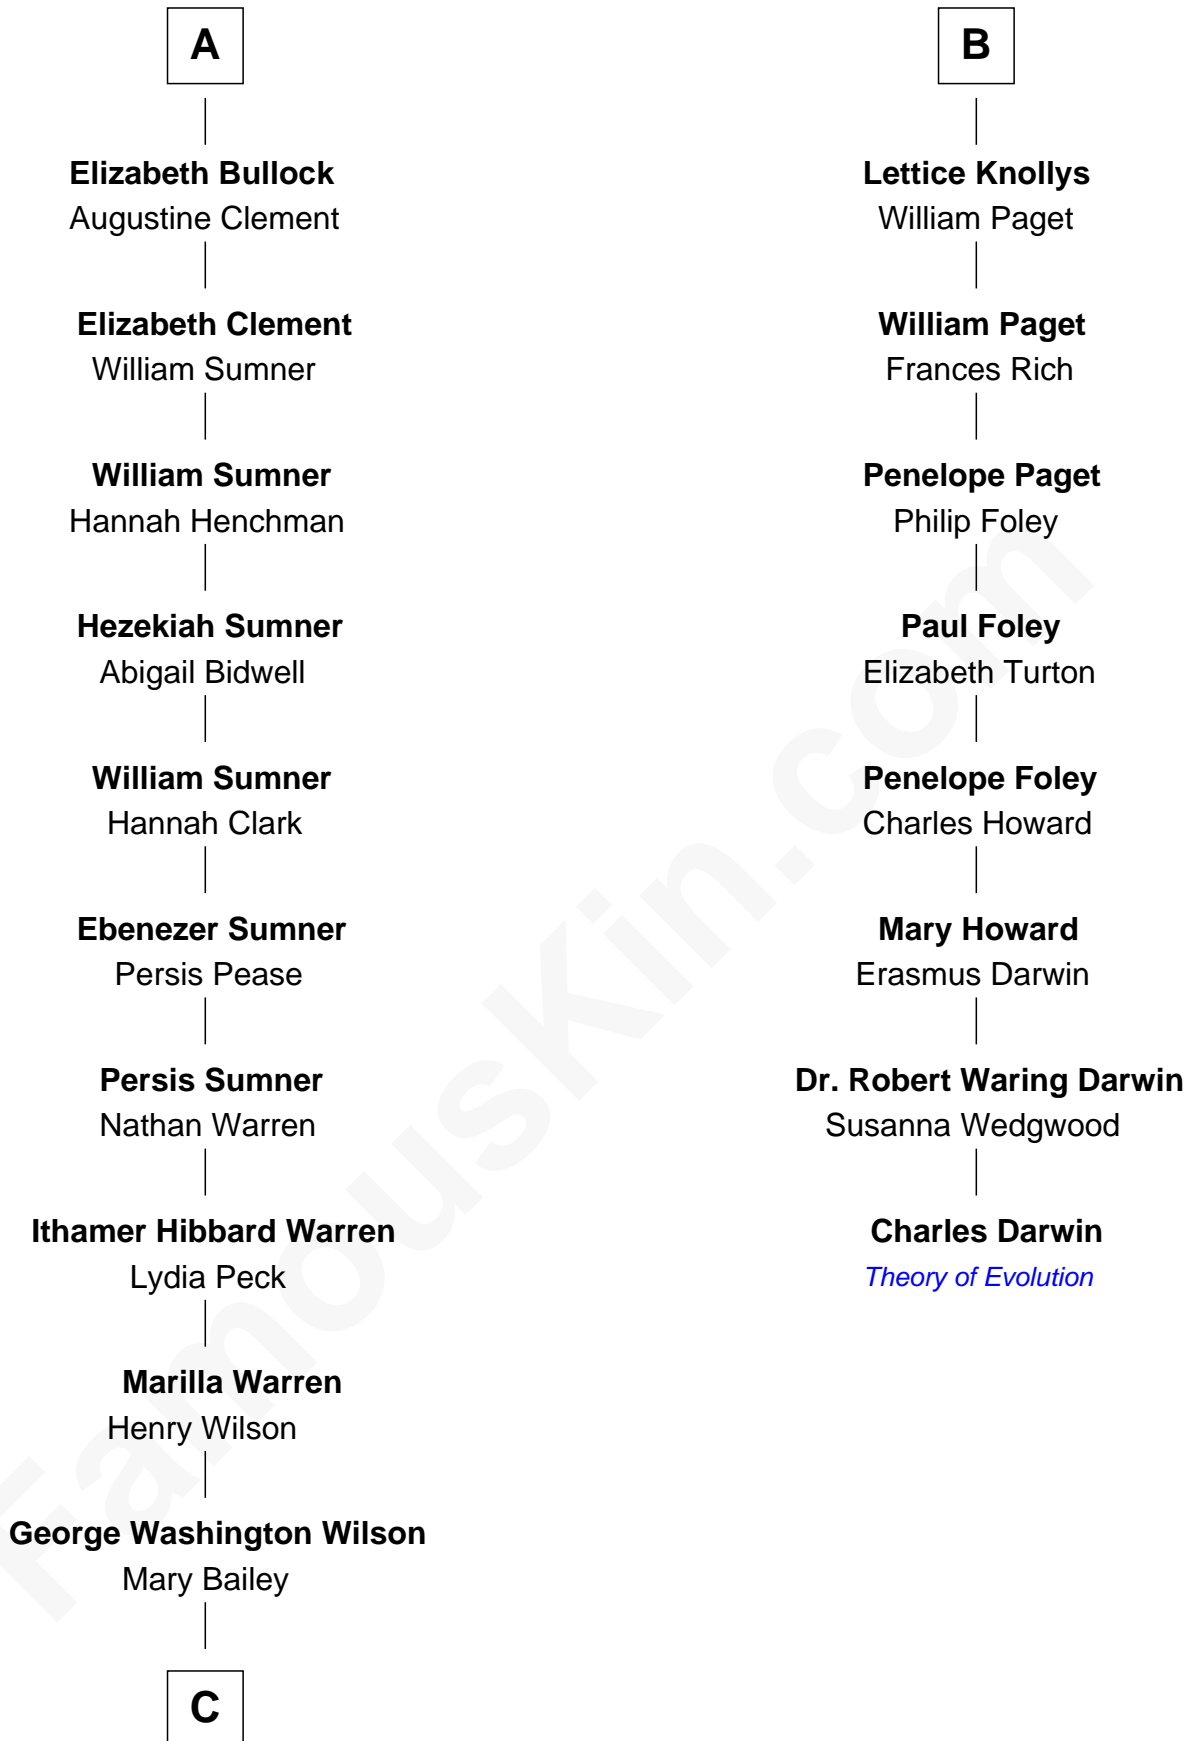 A
Elizabeth Bullock
Augustine Clement
Elizabeth Clement
William Sumner
William Sumner
Hannah Henchman
Hezekiah Sumner
Abigail Bidwell
William Sumner
Hannah Clark
Ebenezer Sumner
Persis Pease
Persis Sumner
Nathan Warren
Ithamer Hibbard Warren
Lydia Peck
Marilla Warren
Henry Wilson
George Washington Wilson
Mary Bailey
C
B
Lettice Knollys
William Paget
William Paget
Frances Rich
Penelope Paget
Philip Foley
Paul Foley
Elizabeth Turton
Penelope Foley
Charles Howard
Mary Howard
Erasmus Darwin
Dr. Robert Waring Darwin
Susanna Wedgwood
Charles Darwin
Theory of Evolution
FamousKin.com